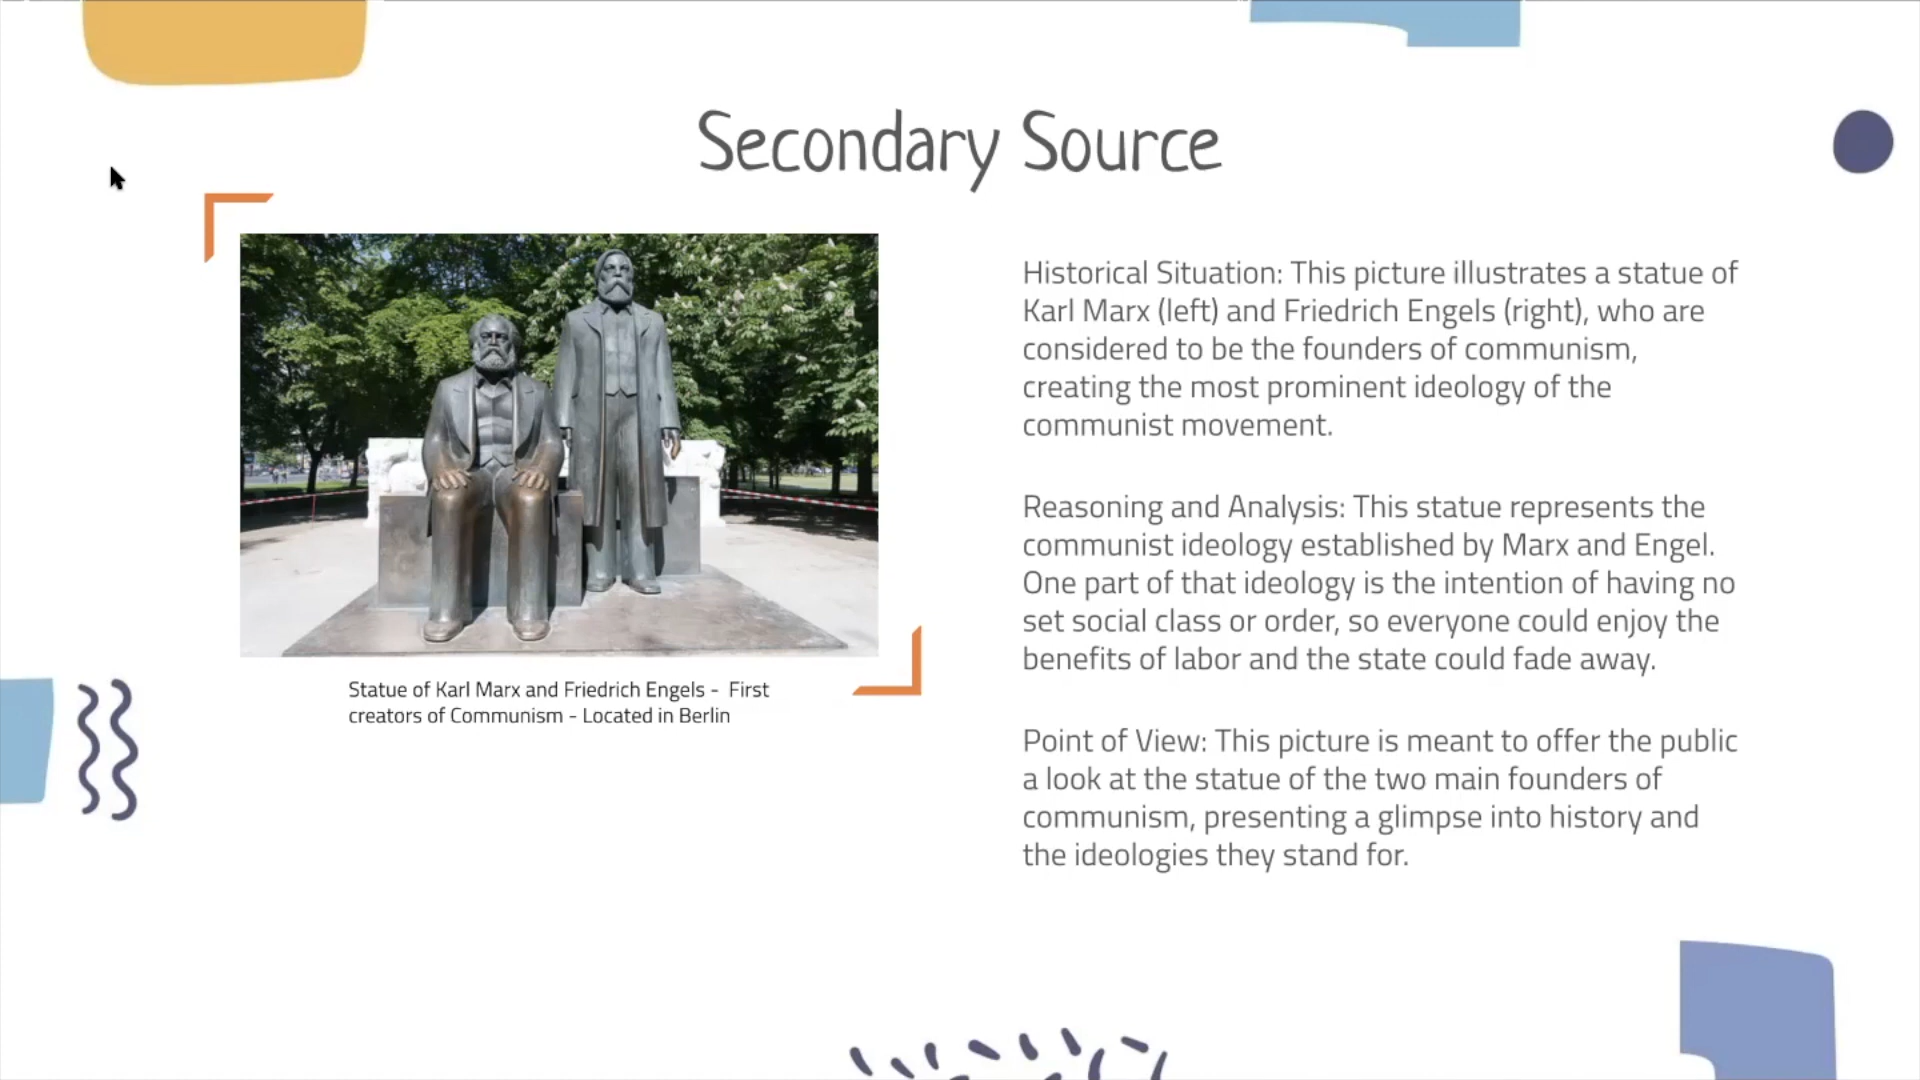 Secondary Source
Historical Situation: This picture illustrates a statue of
Karl Marx (left) and Friedrich Engels (right), who are
considered to be the founders of communism,
creating the most prominent ideology of the
communist movement.
Reasoning and Analysis: This statue represents the
communist ideology established by Marx and Engel.
One part of that ideology is the intention of having no
set social class or order, so everyone could enjoy the
benefits of labor and the state could fade away.
Point of View: This picture is meant to offer the public
a look at the statue of the two main founders of
communism, presenting a glimpse into history and
the ideologies they stand for.
Statue of Karl Marx and Friedrich Engels - First
creators of Communism - Located in Berlin